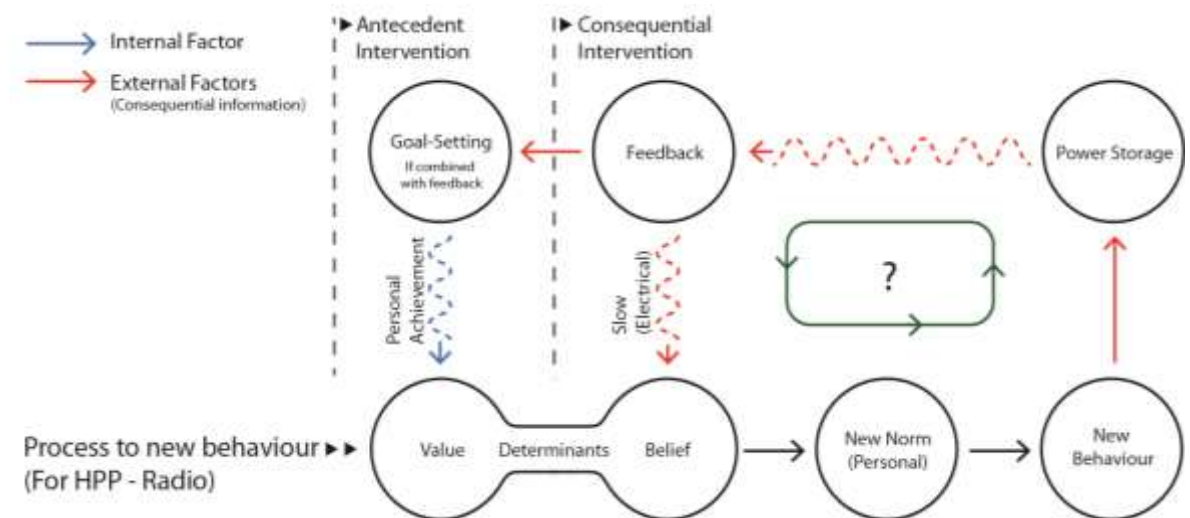 Internal Factor
External Factors
(Consequential information)
▶ Antecedent
Intervention
▶ Consequential
Intervention
Goal-Setting
If combined
with feedback
Feedback
Power Storage
Personal
Achievement
Slow
(Electrical)
?
Process to new behaviour ▶▶
(For HPP - Radio)
Value
Determinants
Belief
New Norm
(Personal)
New
Behaviour